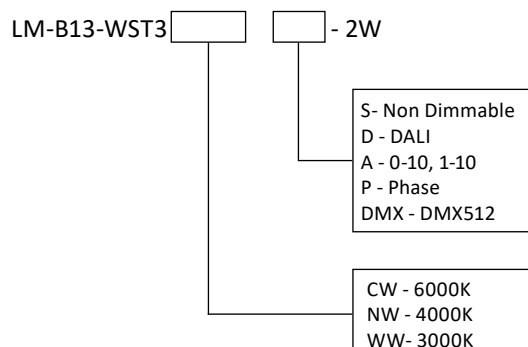 LM-B13-WST3 - 2W
S- Non Dimmable
D - DALI
A - 0-10, 1-10
P - Phase
DMX - DMX512
CW - 6000K
NW - 4000K
WW- 3000K